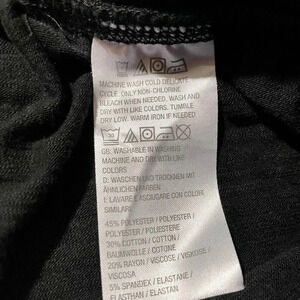 MACHINE WASH COLD DELICATE
CYCLE. ONLY NON-CHLORINE
BLEACH WHEN NEEDED. WASH AND
DRY WITH LIKE COLORS. TUMBLE
DRY LOW. WARM IRON IF NEEDED.
30
GB: WASHABLE IN WASHING
MACHINE AND DRY WITH LIKE
COLORS
D: WASCHEN UND TROCKNEN MIT
ÄHNLICHEN FARBEN
I: LAVARE E ASCIUGARE CON COLORI
SIMILARI.
45% POLYESTER / POLYESTER /
POLYESTER / POLIESTERE
30% COTTON / COTTON /
BAUMWOLLE / COTONE
20% RAYON / VISCOSE / VISKOSE /
VISCOSA
5% SPANDEX / ELASTANE /
ELASTHAN / ELASTAN